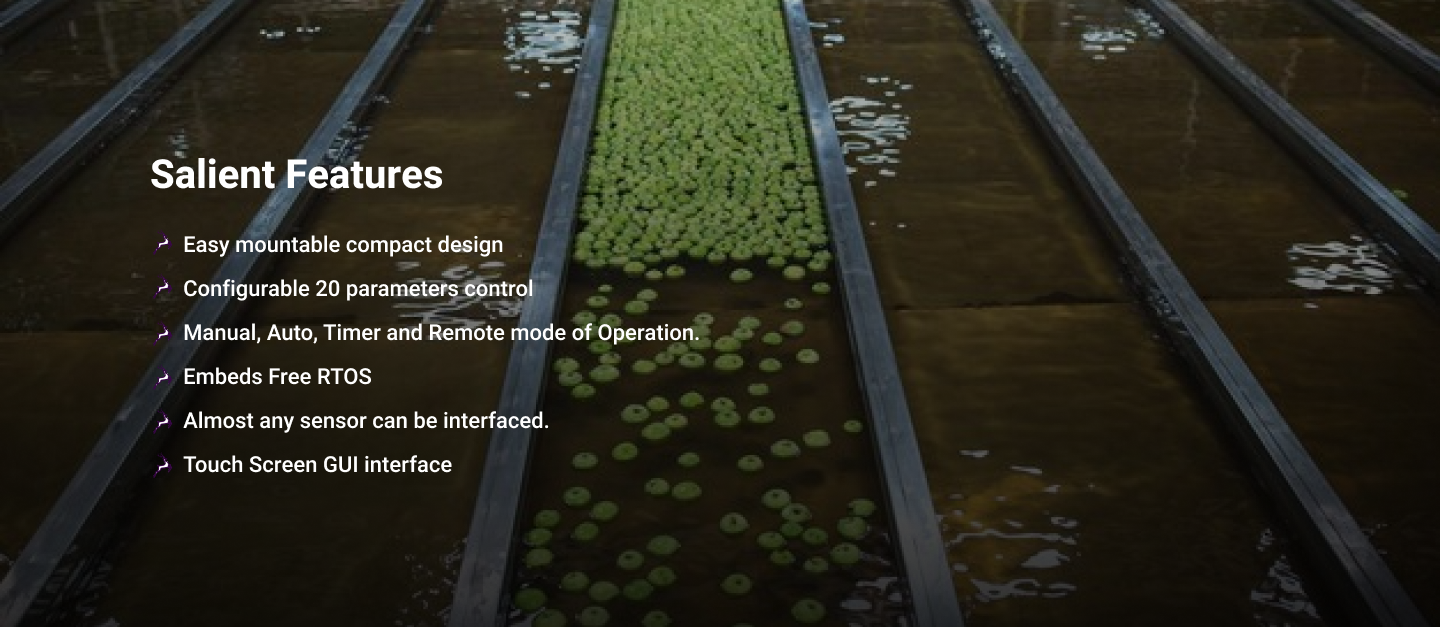 Salient Features
Easy mountable compact design
Configurable 20 parameters control
Manual, Auto, Timer and Remote mode of Operation.
Embeds Free RTOS
Almost any sensor can be interfaced.
Touch Screen GUI interface